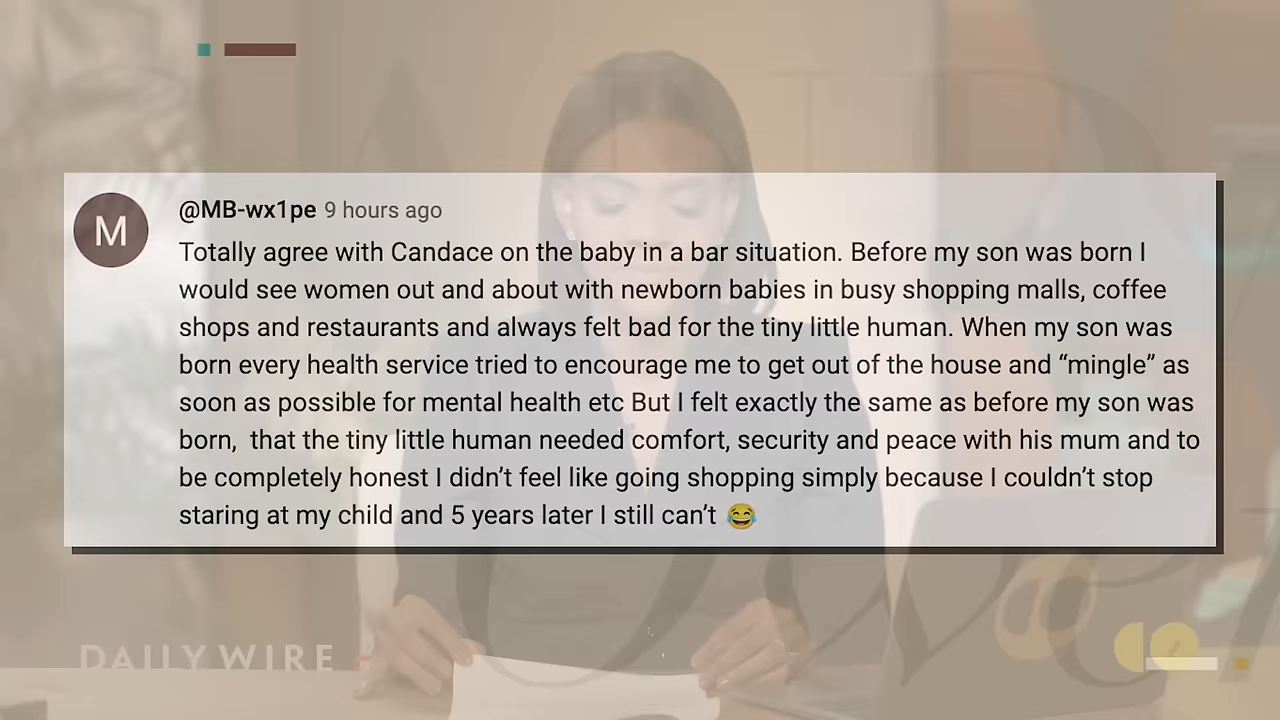 @MB-wx1pe 9 hours ago
Totally agree with Candace on the baby in a bar situation. Before my son was born I
would see women out and about with newborn babies in busy shopping malls, coffee
shops and restaurants and always felt bad for the tiny little human. When my son was
born every health service tried to encourage me to get out of the house and “mingle” as
soon as possible for mental health etc But I felt exactly the same as before my son was
born,  that the tiny little human needed comfort, security and peace with his mum and to
be completely honest I didn’t feel like going shopping simply because I couldn’t stop
staring at my child and 5 years later I still can’t 😂
M
DAILY WIRE